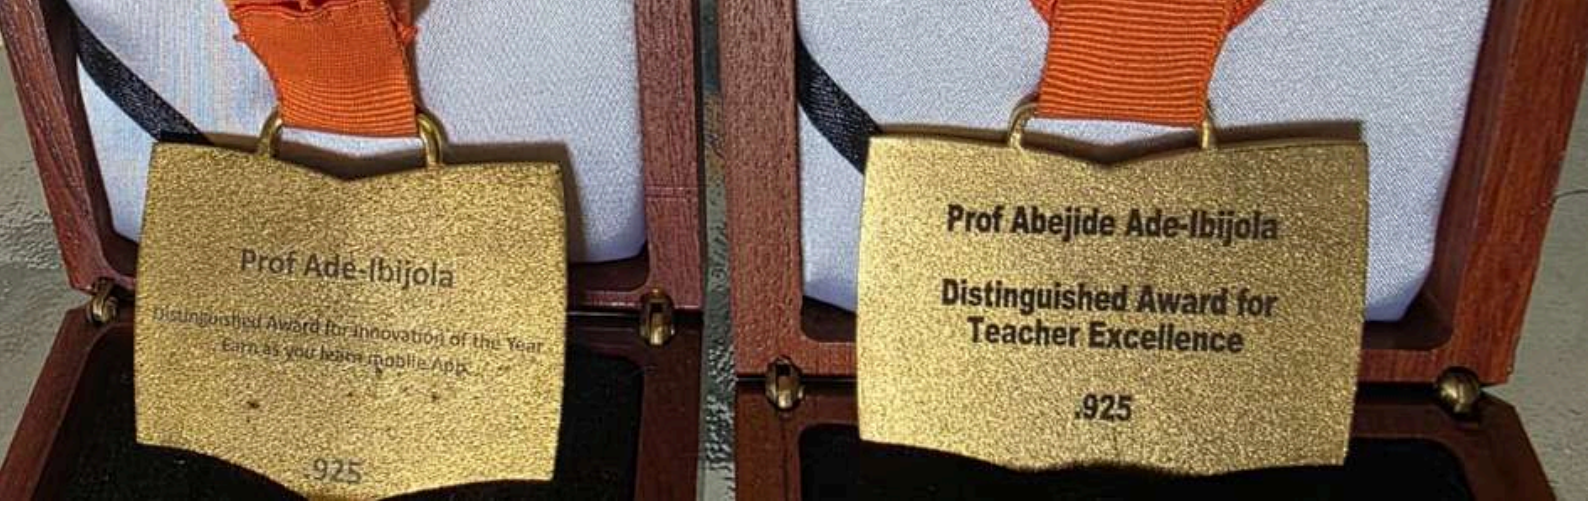 Prof Ade-Ibijola
Distinguished Award for Innovation of the Year
Earn as you learn mobile App
.925
Prof Abejide Ade-Ibijola
Distinguished Award for
Teacher Excellence
.925